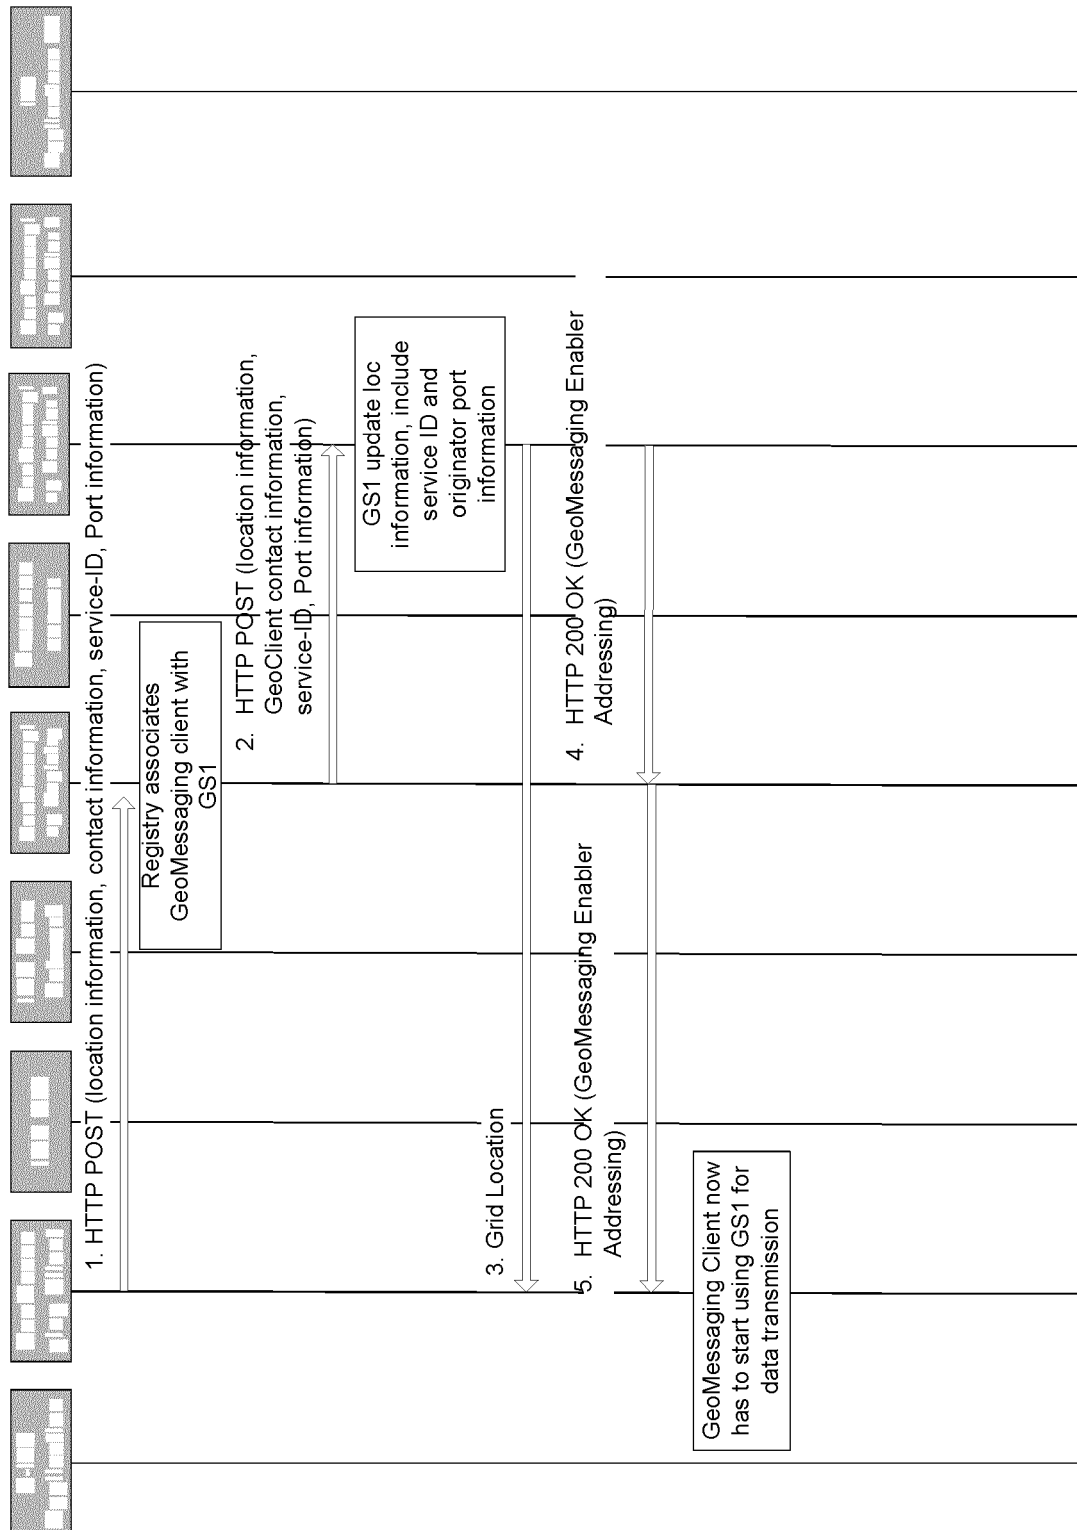 1. HTTP POST (location information, contact information, service-ID, Port information)
Registry associates
GeoMessaging client with
GS1
2. HTTP POST (location information,
GeoClient contact information,
service-ID, Port information)
GS1 update loc
information, include
service ID and
originator port
information
3. Grid Location
4. HTTP 200 OK (GeoMessaging Enabler
Addressing)
5. HTTP 200 OK (GeoMessaging Enabler
Addressing)
GeoMessaging Client now
has to start using GS1 for
data transmission